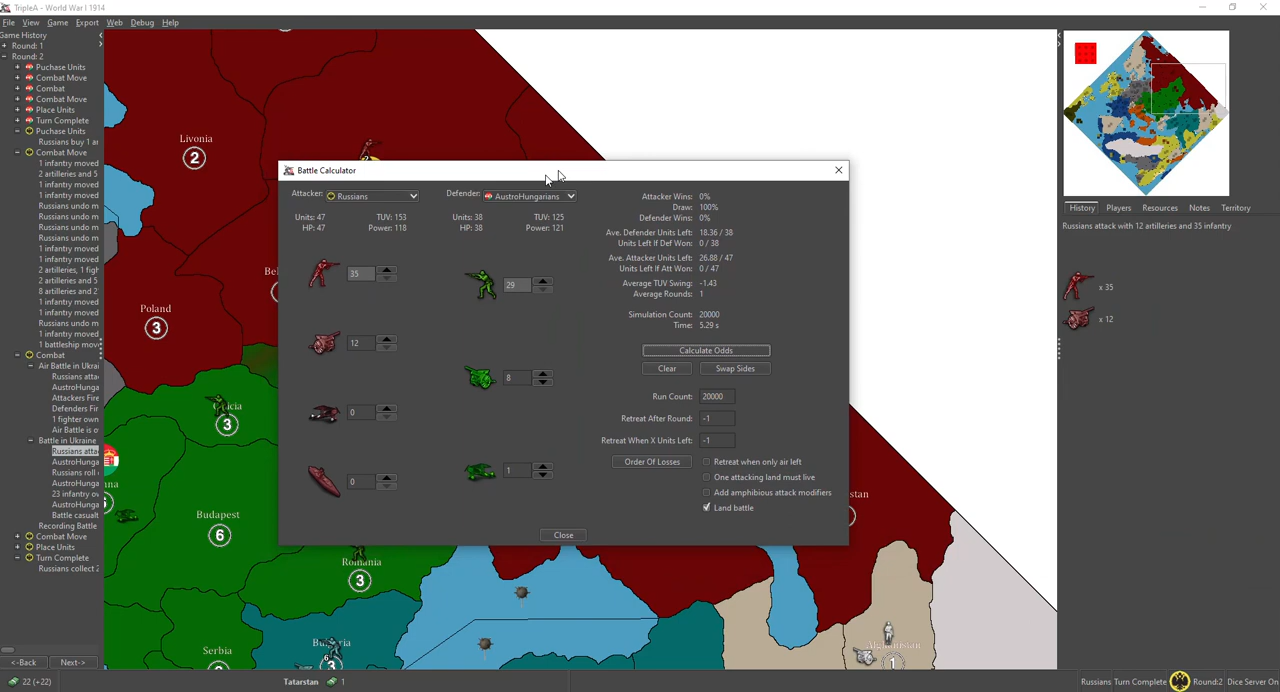 TripleA - World War I 1914
File View Game Export Web Debug Help
Game History
Round: 1
Round: 2
Puchase Units
Combat Move
Combat
Combat Move
Place Units
Turn Complete
Puchase Units
Russians buy 1 ar
Combat Move
1 infantry moved
2 artilleries and 5
1 infantry moved
1 infantry moved
Russians undo m
Russians undo m
Russians undo m
Russians undo m
1 infantry moved
1 infantry moved
2 artilleries, 1 figh
2 artilleries and 5
8 artilleries and 2
1 infantry moved
1 infantry moved
Russians undo m
1 infantry moved
1 battleship move
Combat
Air Battle in Ukra
Russians atta
AustroHunga
Attackers Fire
Defenders Fir
1 fighter own
Air Battle is o
Battle in Ukraine
Russians atta
AustroHunga
Russians roll
AustroHunga
23 infantry ov
AustroHunga
Battle casualt
Recording Battle
Combat Move
Place Units
Turn Complete
Russians collect 2
<-Back
Next->
Livonia
2
Poland
3
3
Budapest
6
Romania
3
Serbia
6
3
Afghanistan
1
Battle Calculator
Attacker: Russians
Defender: AustroHungarians
Units: 47 TUV: 153
HP: 47 Power: 118
Units: 38 TUV: 125
HP: 38 Power: 121
35
29
12
8
0
1
0
Attacker Wins: 0%
Draw: 100%
Defender Wins: 0%
Ave. Defender Units Left: 18.36 / 38
Units Left If Def Won: 0 / 38
Ave. Attacker Units Left: 26.88 / 47
Units Left If Att Won: 0 / 47
Average TUV Swing: -1.43
Average Rounds: 1
Simulation Count: 20000
Time: 5.29 s
Calculate Odds
Clear
Swap Sides
Run Count: 20000
Retreat After Round: -1
Retreat When X Units Left: -1
Order Of Losses
Retreat when only air left
One attacking land must live
Add amphibious attack modifiers
Land battle
Close
History Players Resources Notes Territory
Russians attack with 12 artilleries and 35 infantry
x 35
x 12
22 (+22)
Tatarstan 1
Russians Turn Complete Round:2 Dice Server On